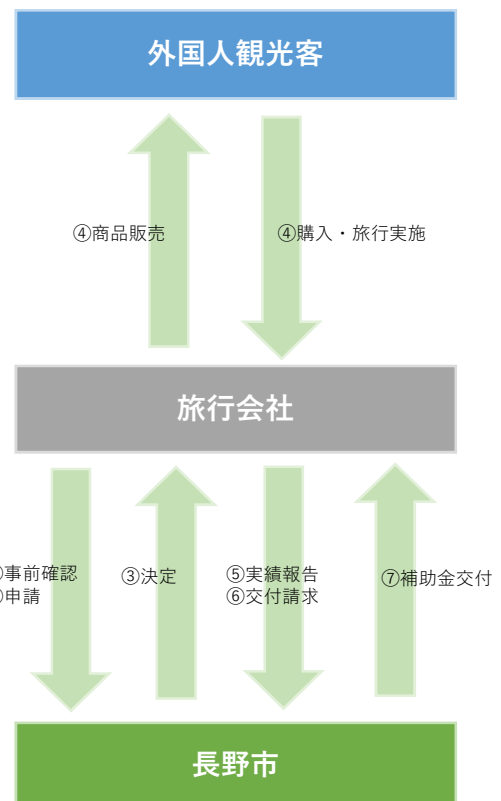 外国人観光客
④商品販売
④購入・旅行実施
旅行会社
事前確認
申請
③決定
⑤実績報告
⑥交付請求
⑦補助金交付
長野市